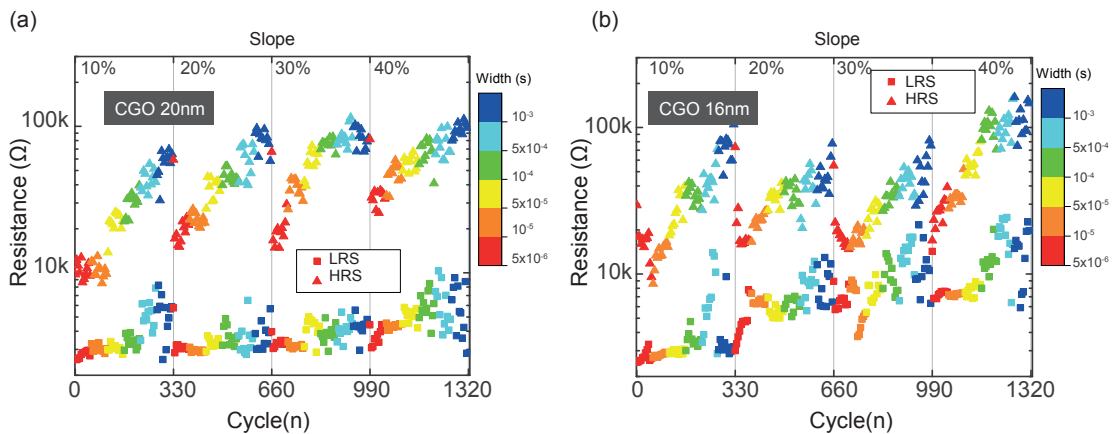 (a)
Slope
10% 20% 30% 40%
CGO 20nm
Width (s)
10⁻³
5x10⁻⁴
10⁻⁴
5x10⁻⁵
10⁻⁵
5x10⁻⁶
100k
10k
Resistance (Ω)
LRS
HRS
0 330 660 990 1320
Cycle(n)
(b)
Slope
10% 20% 30% 40%
LRS
HRS
CGO 16nm
Width (s)
10⁻³
5x10⁻⁴
10⁻⁴
5x10⁻⁵
10⁻⁵
5x10⁻⁶
100k
10k
Resistance (Ω)
0 330 660 990 1320
Cycle(n)